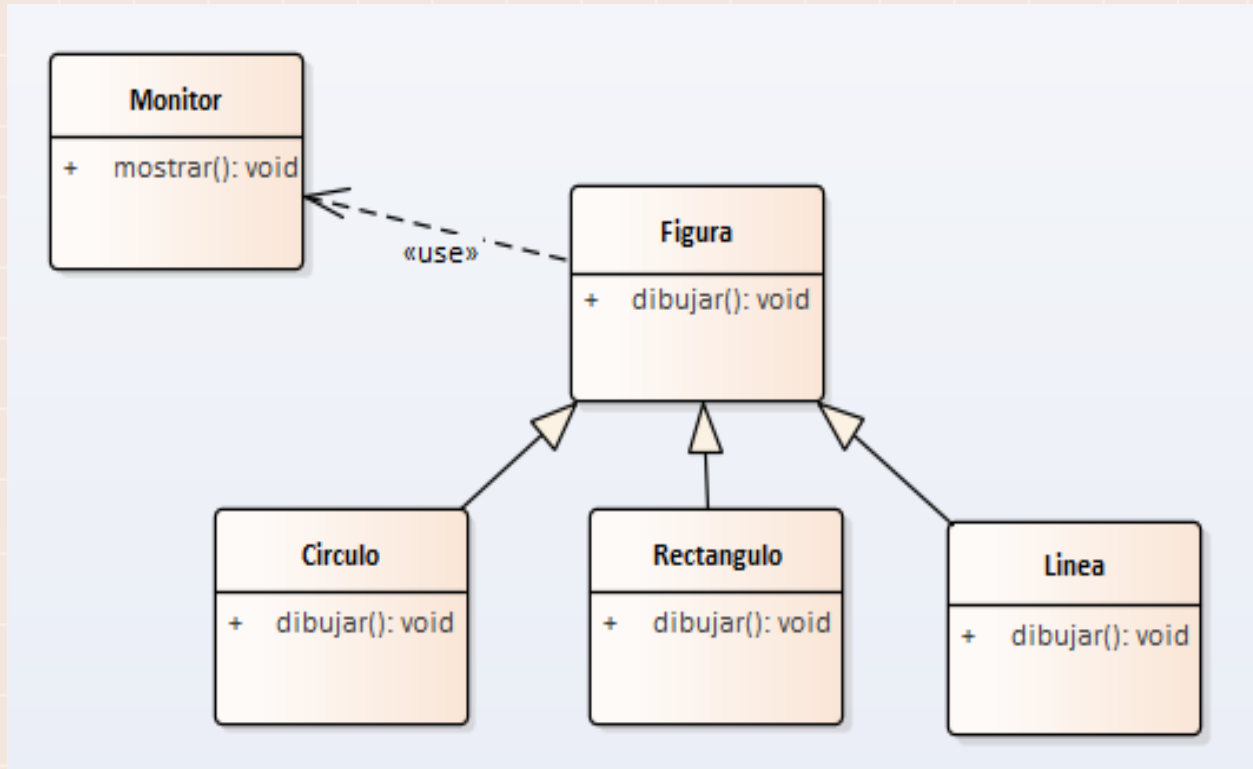 Monitor
+ mostrar(): void
«use»
Figura
+ dibujar(): void
Circulo
+ dibujar(): void
Rectangulo
+ dibujar(): void
Linea
+ dibujar(): void